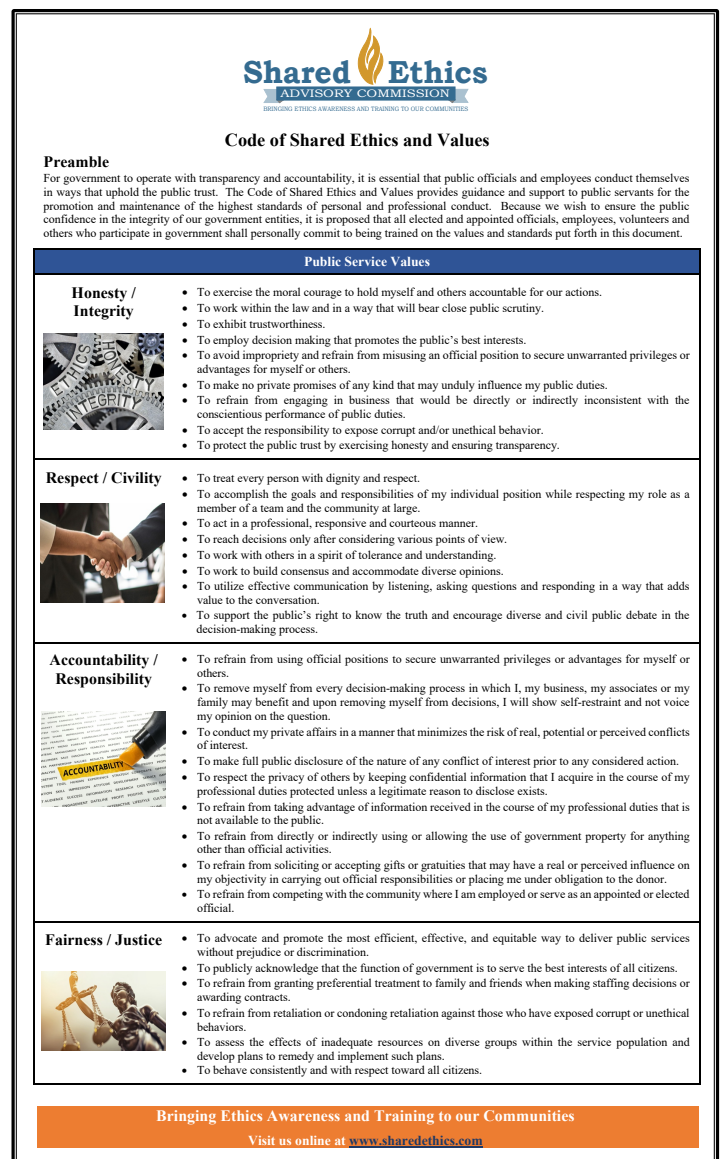 Shared Ethics
ADVISORY COMMISSION
BRINGING ETHICS AWARENESS AND TRAINING TO OUR COMMUNITIES
Code of Shared Ethics and Values
Preamble
For government to operate with transparency and accountability, it is essential that public officials and employees conduct themselves
in ways that uphold the public trust. The Code of Shared Ethics and Values provides guidance and support to public servants for the
promotion and maintenance of the highest standards of personal and professional conduct. Because we wish to ensure the public
confidence in the integrity of our government entities, it is proposed that all elected and appointed officials, employees, volunteers and
others who participate in government shall personally commit to being trained on the values and standards put forth in this document.
Public Service Values
Honesty /
Integrity
ETHICS
HONESTY
INTEGRITY
• To exercise the moral courage to hold myself and others accountable for our actions.
• To work within the law and in a way that will bear close public scrutiny.
• To exhibit trustworthiness.
• To employ decision making that promotes the public's best interests.
• To avoid impropriety and refrain from misusing an official position to secure unwarranted privileges or
advantages for myself or others.
• To make no private promises of any kind that may unduly influence my public duties.
• To refrain from engaging in business that would be directly or indirectly inconsistent with the
conscientious performance of public duties.
• To accept the responsibility to expose corrupt and/or unethical behavior.
• To protect the public trust by exercising honesty and ensuring transparency.
Respect / Civility
• To treat every person with dignity and respect.
• To accomplish the goals and responsibilities of my individual position while respecting my role as a
member of a team and the community at large.
• To act in a professional, responsive and courteous manner.
• To reach decisions only after considering various points of view.
• To work with others in a spirit of tolerance and understanding.
• To work to build consensus and accommodate diverse opinions.
• To utilize effective communication by listening, asking questions and responding in a way that adds
value to the conversation.
• To support the public's right to know the truth and encourage diverse and civil public debate in the
decision-making process.
Accountability /
Responsibility
ACCOUNTABILITY
• To refrain from using official positions to secure unwarranted privileges or advantages for myself or
others.
• To remove myself from every decision-making process in which I, my business, my associates or my
family may benefit and upon removing myself from decisions, I will show self-restraint and not voice
my opinion on the question.
• To conduct my private affairs in a manner that minimizes the risk of real, potential or perceived conflicts
of interest.
• To make full public disclosure of the nature of any conflict of interest prior to any considered action.
• To respect the privacy of others by keeping confidential information that I acquire in the course of my
professional duties protected unless a legitimate reason to disclose exists.
• To refrain from taking advantage of information received in the course of my professional duties that is
not available to the public.
• To refrain from directly or indirectly using or allowing the use of government property for anything
other than official activities.
• To refrain from soliciting or accepting gifts or gratuities that may have a real or perceived influence on
my objectivity in carrying out official responsibilities or placing me under obligation to the donor.
• To refrain from competing with the community where I am employed or serve as an appointed or elected
official.
Fairness / Justice
• To advocate and promote the most efficient, effective, and equitable way to deliver public services
without prejudice or discrimination.
• To publicly acknowledge that the function of government is to serve the best interests of all citizens.
• To refrain from granting preferential treatment to family and friends when making staffing decisions or
awarding contracts.
• To refrain from retaliation or condoning retaliation against those who have exposed corrupt or unethical
behaviors.
• To assess the effects of inadequate resources on diverse groups within the service population and
develop plans to remedy and implement such plans.
• To behave consistently and with respect toward all citizens.
Bringing Ethics Awareness and Training to our Communities
Visit us online at www.sharedethics.com